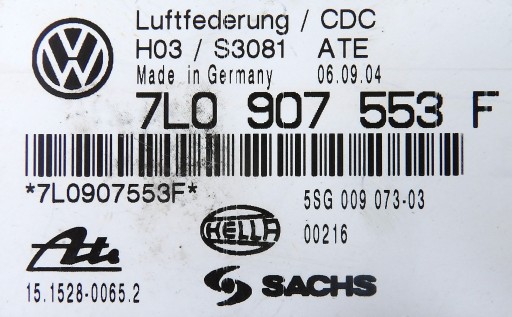 Luftfederung / CDC
H03 / S3081 ATE
Made in Germany 06.09.04
7L0 907 553 F
*7L0907553F*
5SG 009 073-03
00216
HELLA
Ate
15.1528-0065.2
SACHS